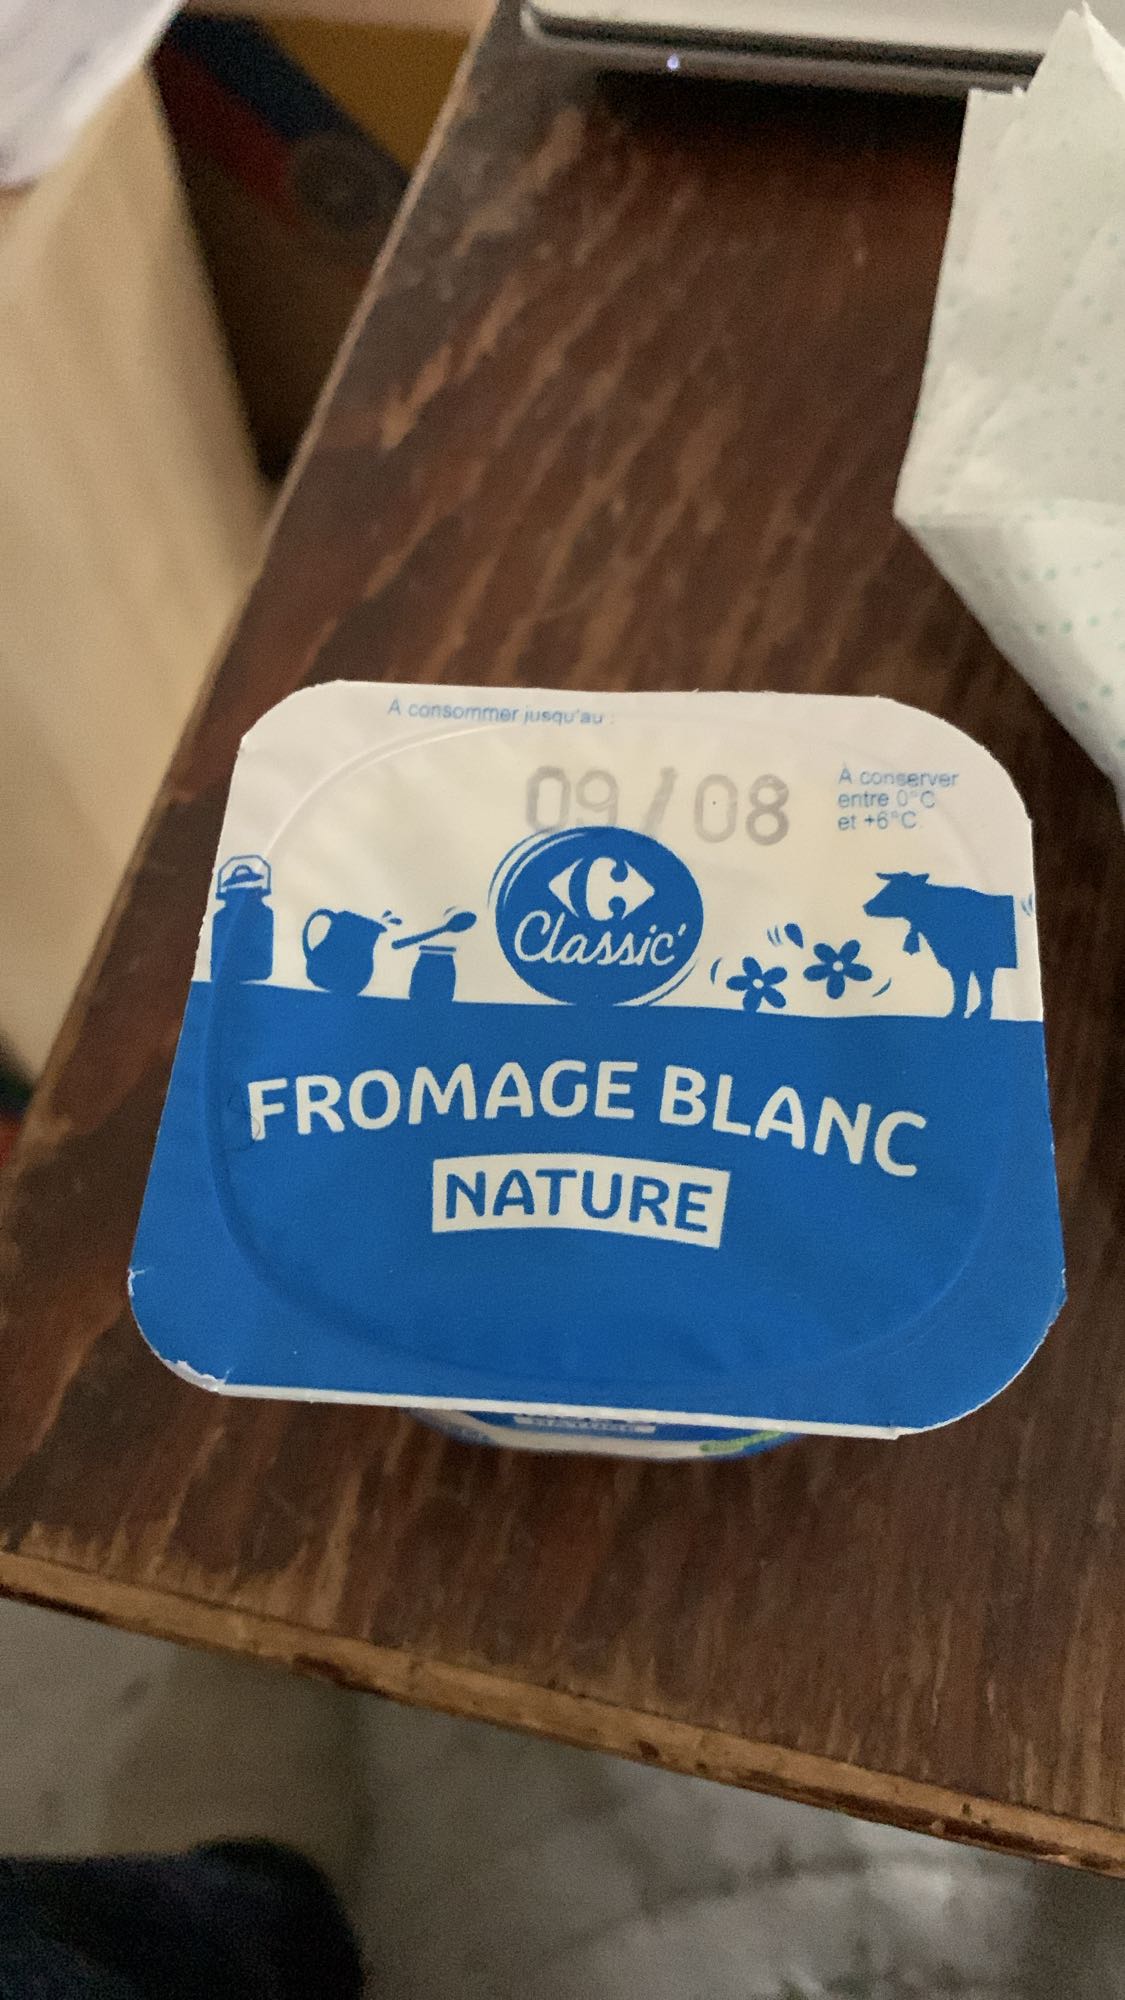 À consommer jusqu'au :
09/08
À conserver
entre 0°C
et +6°C.
Classic'
FROMAGE BLANC
NATURE